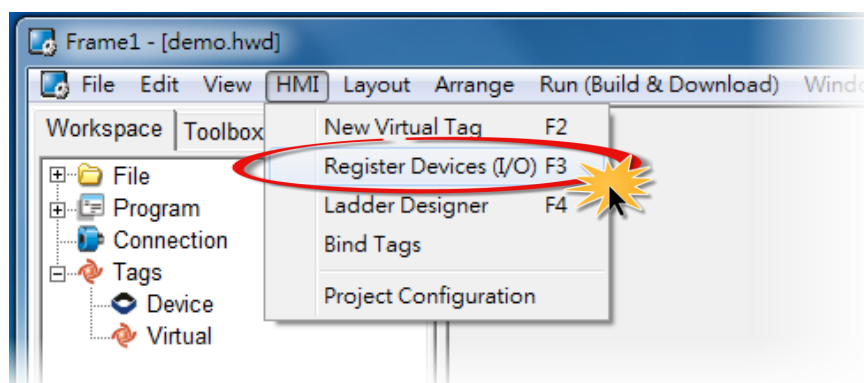 Frame1 - [demo.hwd]
File Edit View HMI Layout Arrange Run (Build & Download)
Workspace Toolbox
New Virtual Tag F2
Register Devices (I/O) F3
Ladder Designer F4
Bind Tags
Project Configuration
File
Program
Connection
Tags
Device
Virtual